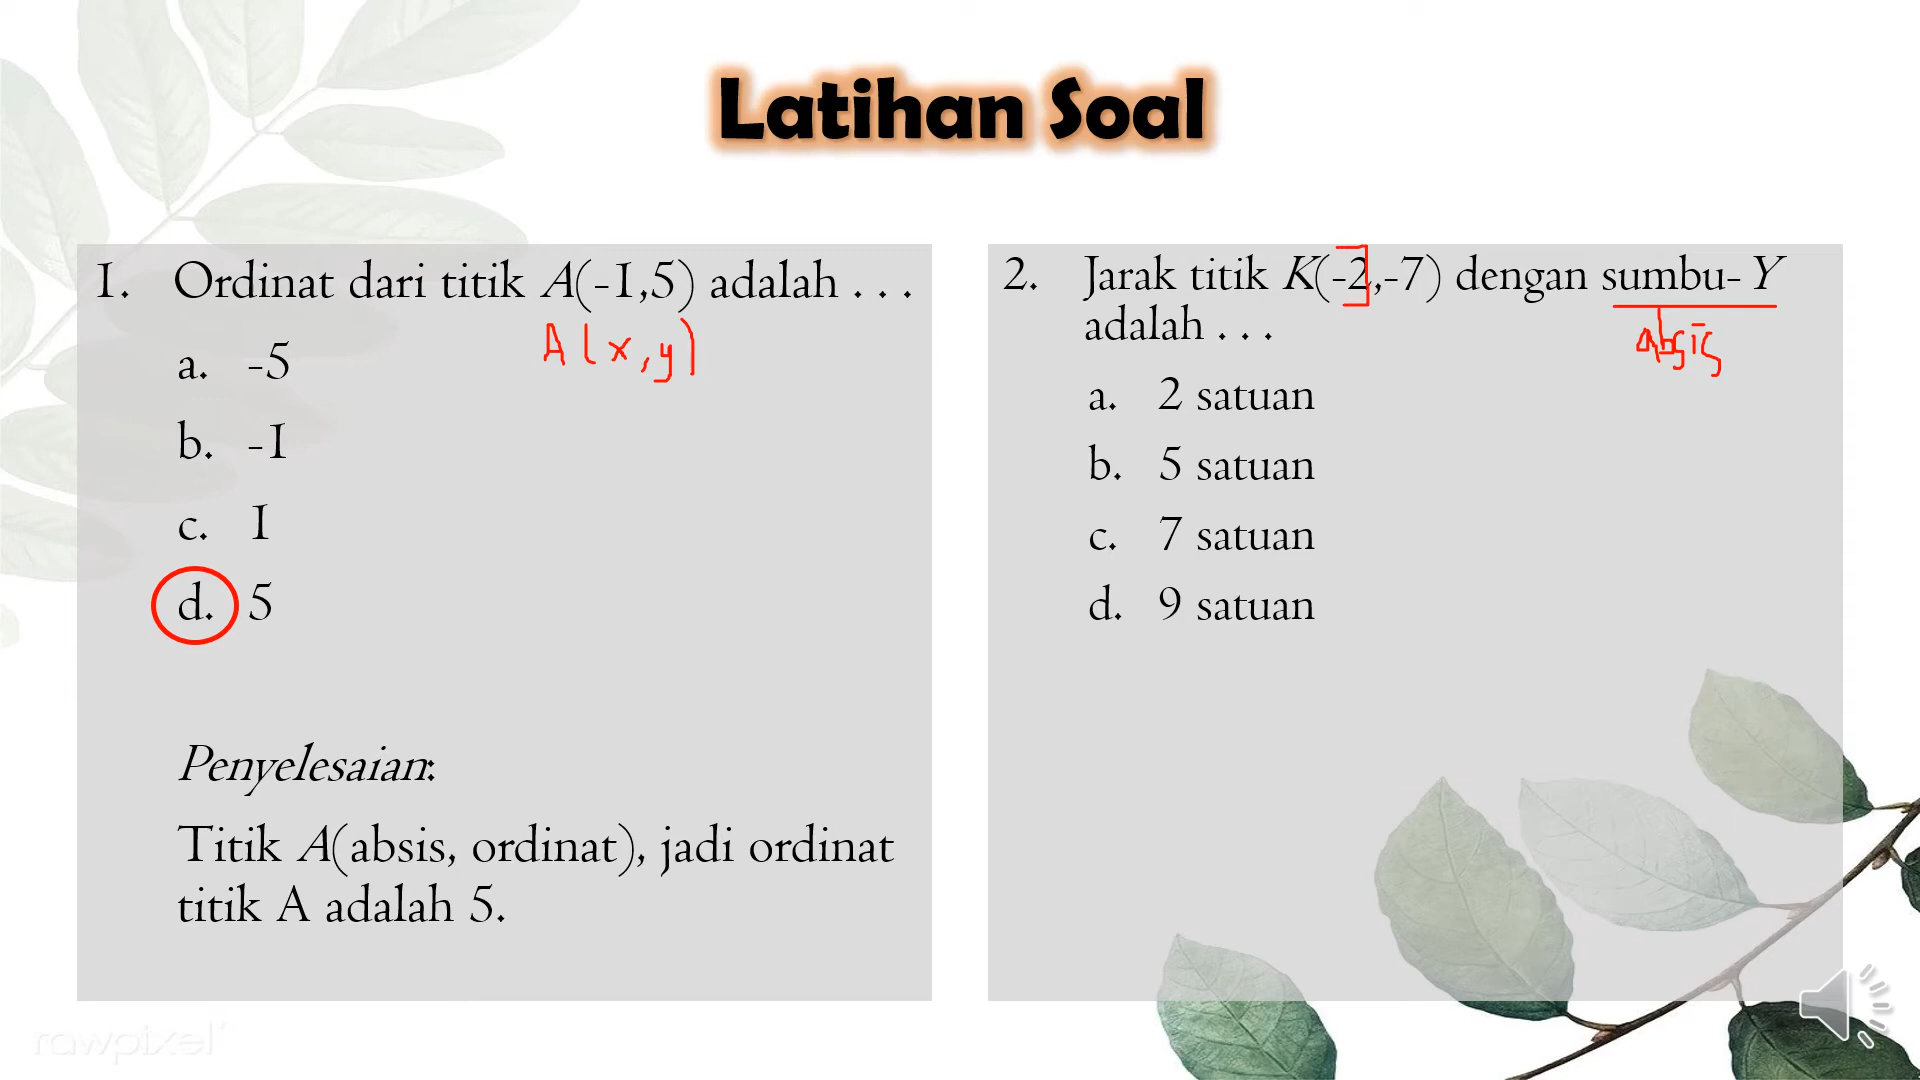 Latihan Soal
1. Ordinat dari titik A(-1,5) adalah . . .
A(x,y)
a. -5
b. -1
c. 1
d. 5
Penyelesaian:
Titik A(absis, ordinat), jadi ordinat
titik A adalah 5.
2. Jarak titik K(-2,-7) dengan sumbu-Y
adalah . . .
absis
a. 2 satuan
b. 5 satuan
c. 7 satuan
d. 9 satuan
rawpixel